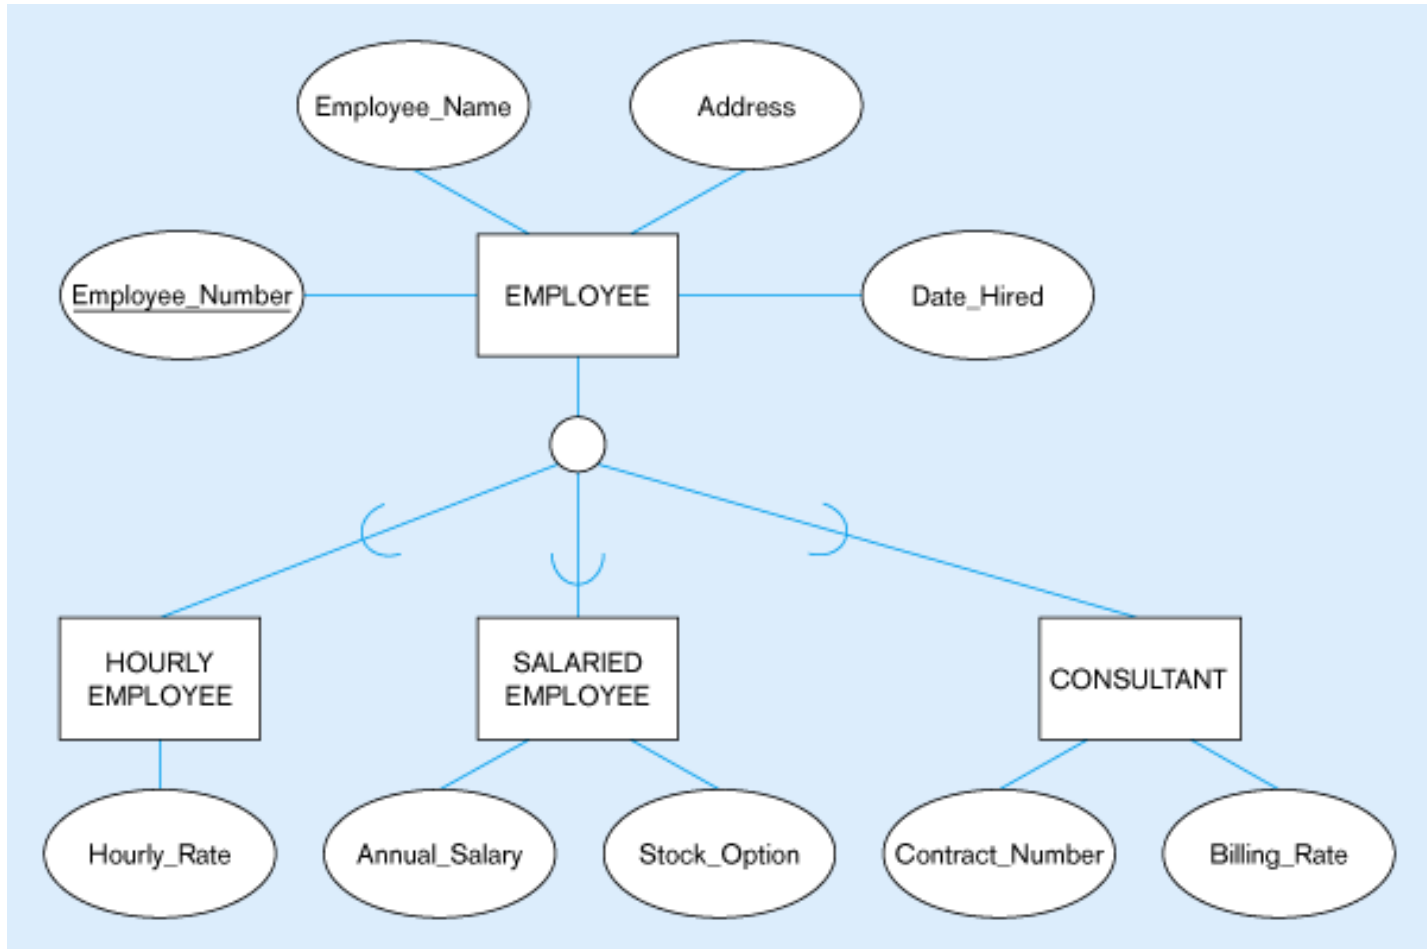 Employee_Name
Address
Employee_Number
EMPLOYEE
Date_Hired
HOURLY
EMPLOYEE
SALARIED
EMPLOYEE
CONSULTANT
Hourly_Rate
Annual_Salary
Stock_Option
Contract_Number
Billing_Rate